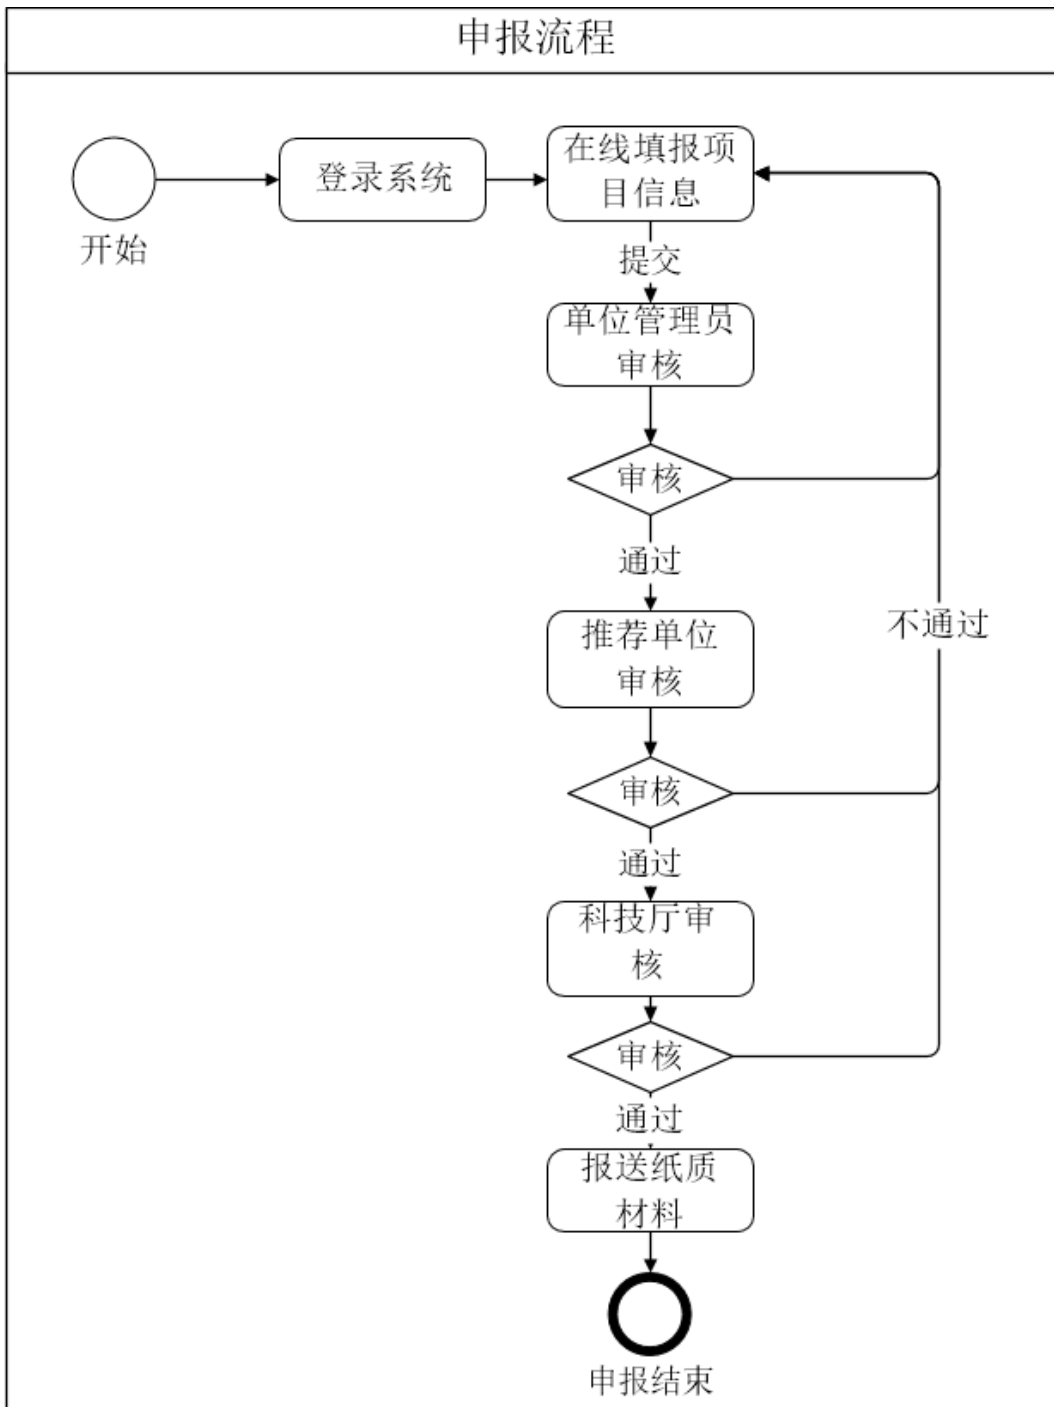 申报流程
登录系统
在线填报项
目信息
开始
提交
单位管理员
审核
审核
通过
推荐单位
审核
不通过
审核
通过
科技厅审
核
审核
通过
报送纸质
材料
申报结束